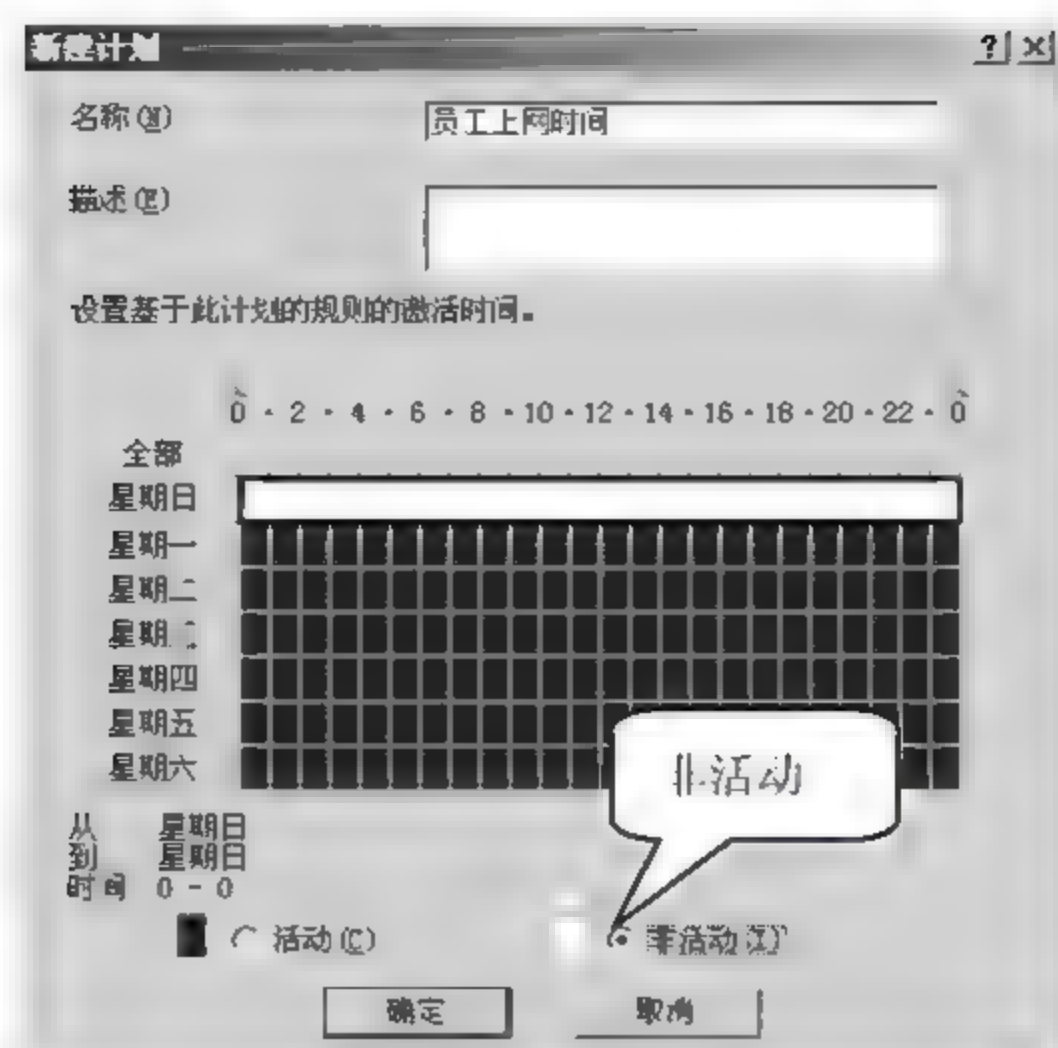 新建计划
名称(N)
员工上网时间
描述(E)
设置基于此计划的规则的激活时间。
0 · 2 · 4 · 6 · 8 · 10 · 12 · 14 · 16 · 18 · 20 · 22 · 0
全部
星期日
星期一
星期二
星期
星期四
星期五
星期六
非活动
从 星期日
到 星期日
时间 0 - 0
活动(C)
非活动(I)
确定
取消